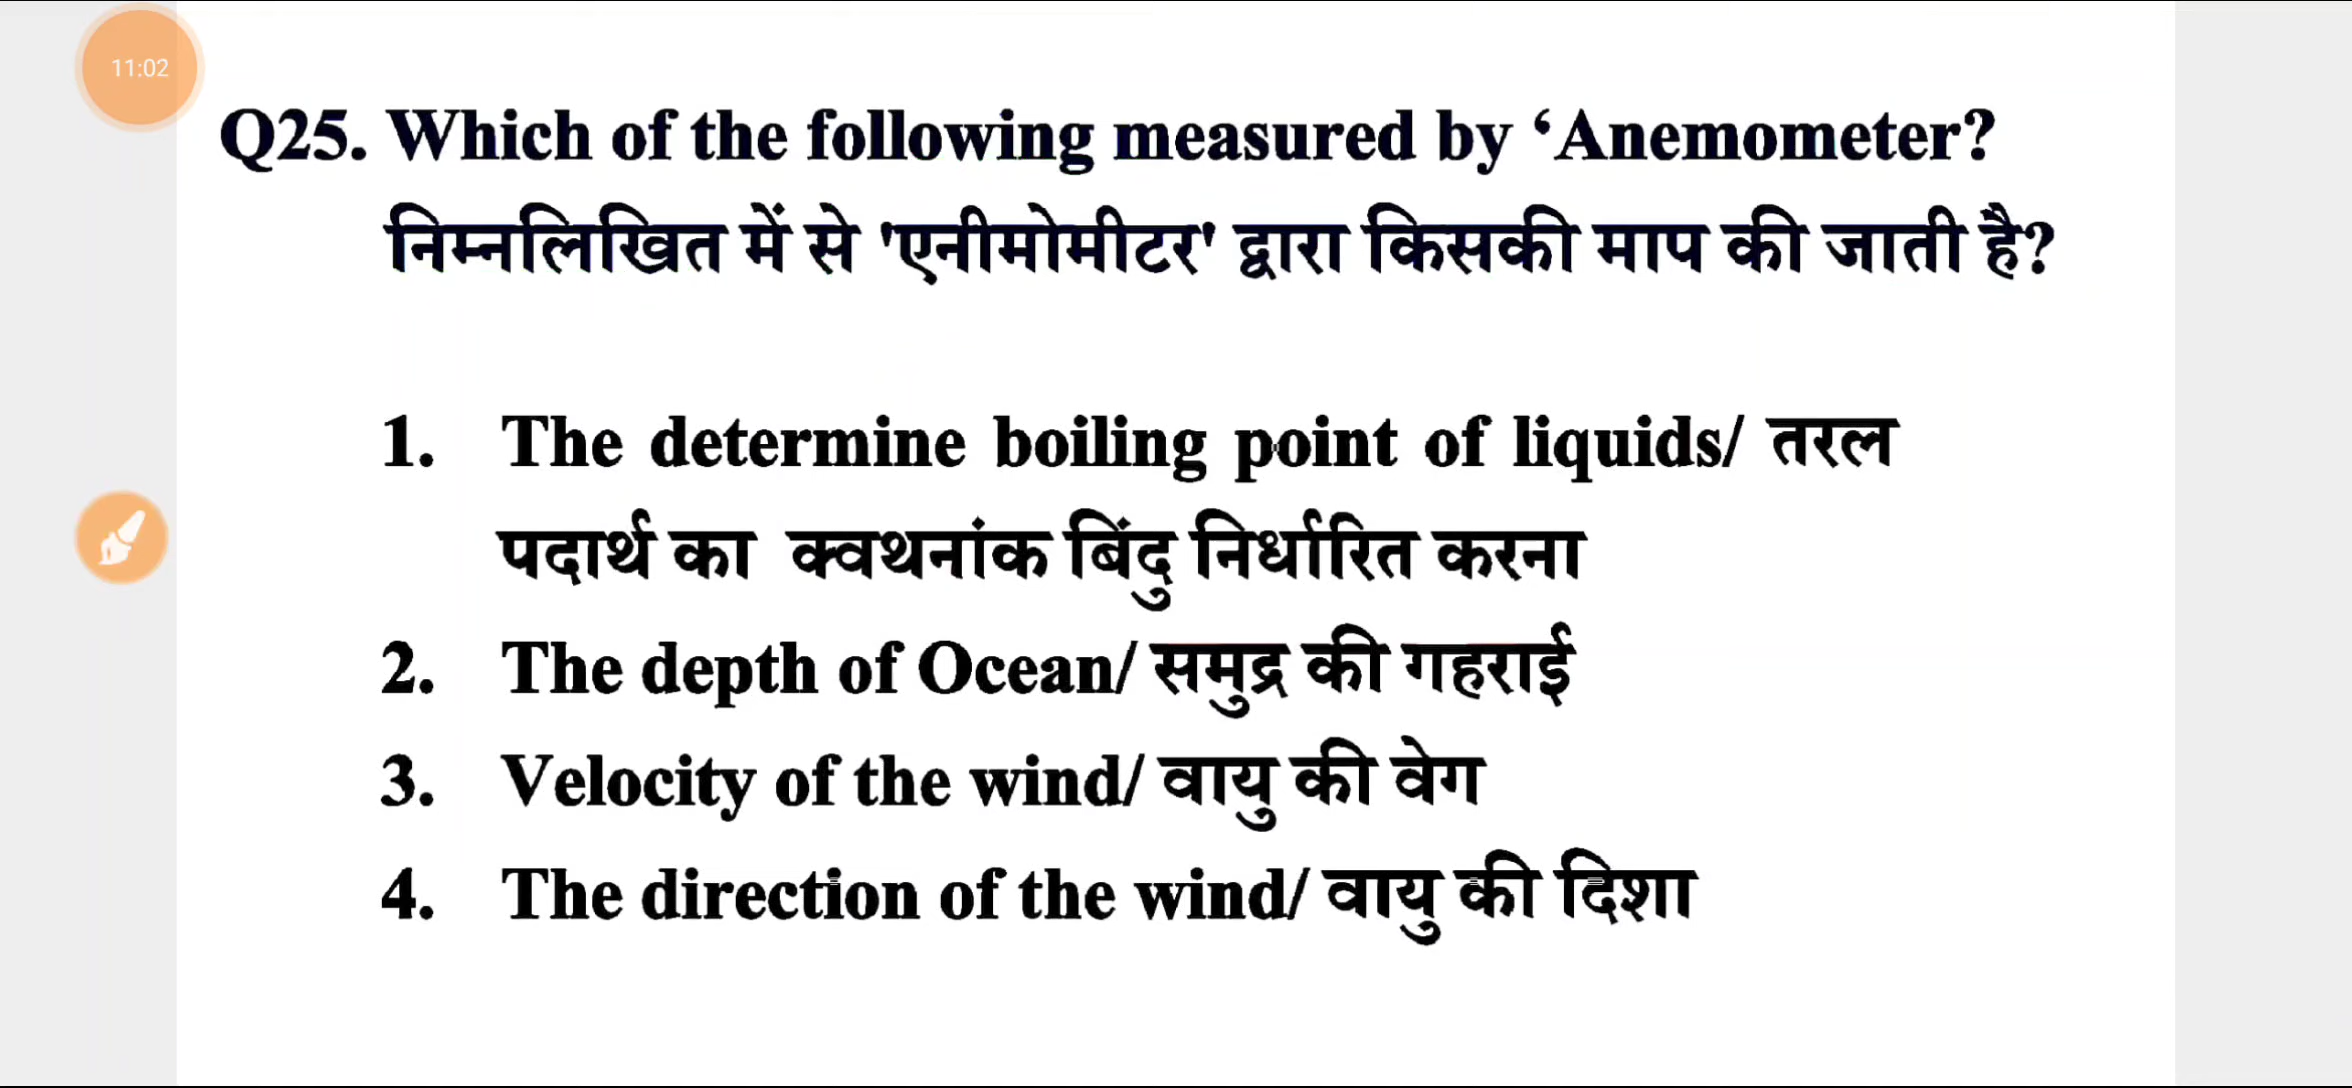 11:02
Q25. Which of the following measured by ‘Anemometer?
निम्नलिखित में से 'एनीमोमीटर' द्वारा किसकी माप की जाती है?
1. The determine boiling point of liquids/ तरल
पदार्थ का क्वथनांक बिंदु निर्धारित करना
2. The depth of Ocean/ समुद्र की गहराई
3. Velocity of the wind/ वायु की वेग
4. The direction of the wind/ वायु की दिशा